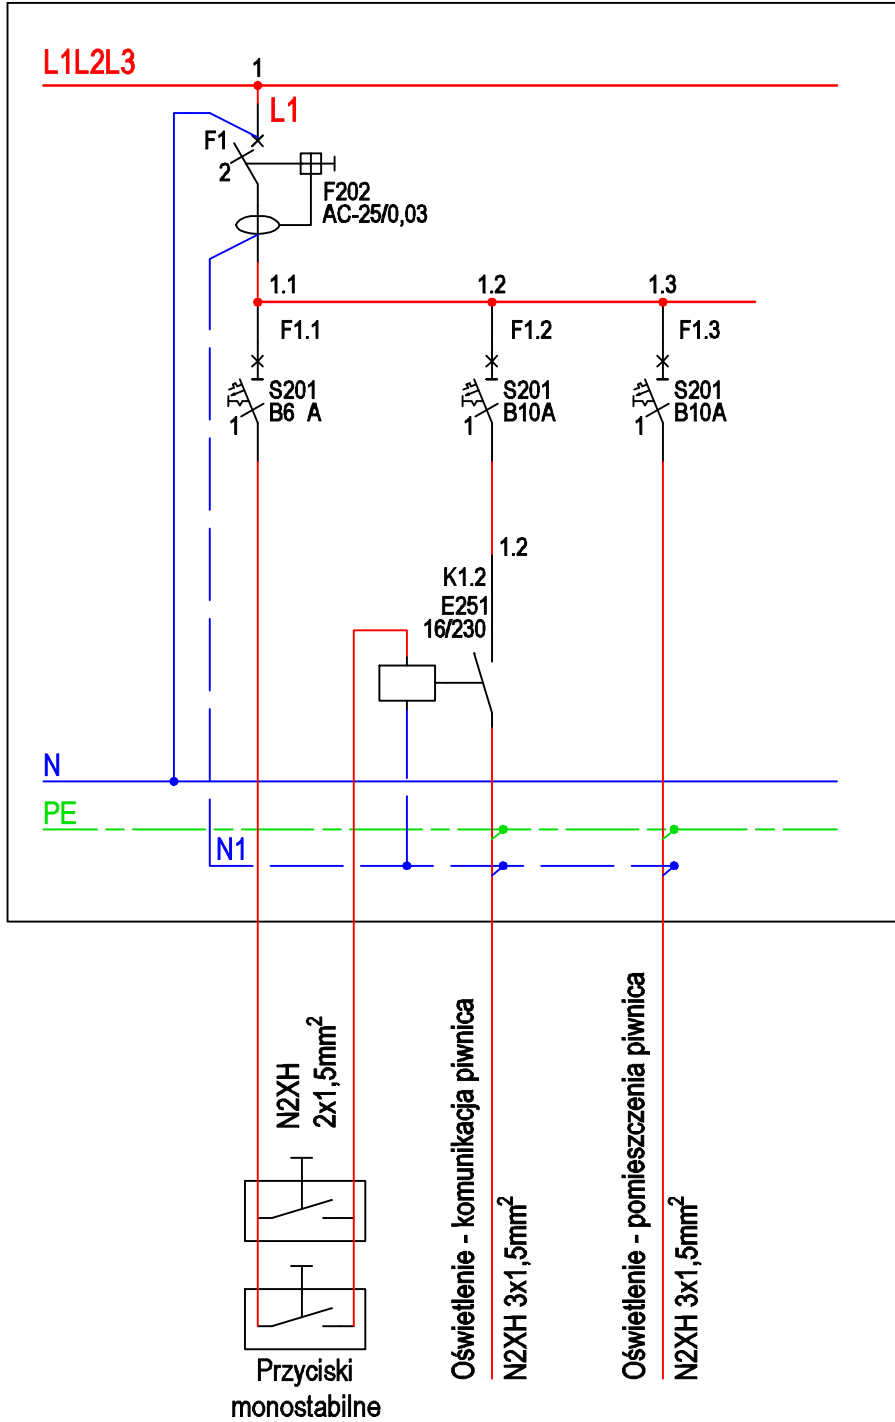 L1L2L3
1
L1
F1
2
F202
AC-25/0,03
1.1
1.2
1.3
F1.1
F1.2
F1.3
S201
B6 A
1
S201
B10A
1
S201
B10A
1
1.2
K1.2
E251
16/230
N
PE
N1
N2XH
2x1,5mm²
Oświetlenie - komunikacja piwnica
N2XH 3x1,5mm²
Oświetlenie - pomieszczenia piwnica
N2XH 3x1,5mm²
Przyciski
monostabilne